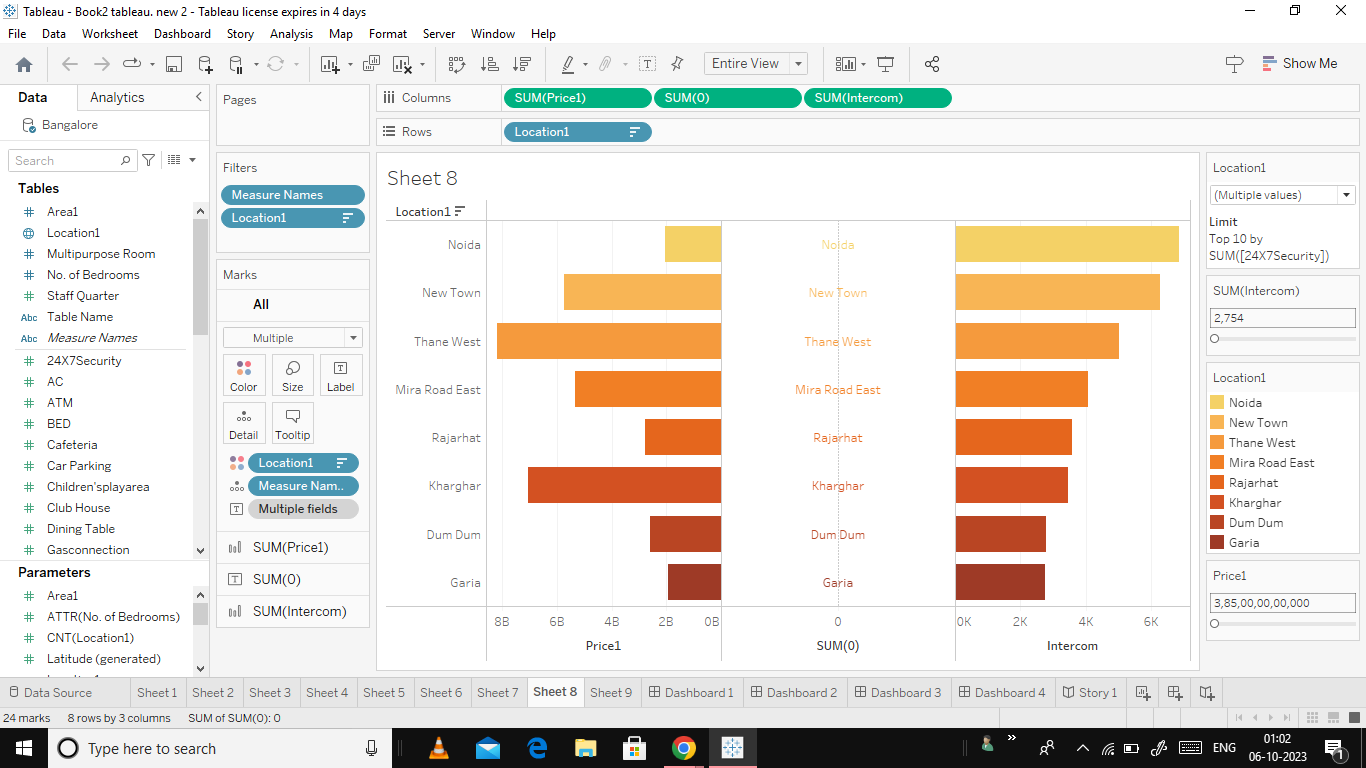 Tableau - Book2 tableau. new 2 - Tableau license expires in 4 days
File Data Worksheet Dashboard Story Analysis Map Format Server Window Help
Entire View
Show Me
Data Analytics
Bangalore
Search
Tables
Area1
Location1
Multipurpose Room
No. of Bedrooms
Staff Quarter
Abc Table Name
Abc Measure Names
24X7Security
AC
ATM
BED
Cafeteria
Car Parking
Children'splayarea
Club House
Dining Table
Gasconnection
Parameters
Area1
ATTR(No. of Bedrooms)
CNT(Location1)
Latitude (generated)
Pages
Filters
Measure Names
Location1
Marks
All
Multiple
Color Size Label
Detail Tooltip
Location1
Measure Nam..
Multiple fields
SUM(Price1)
SUM(0)
SUM(Intercom)
Columns SUM(Price1) SUM(0) SUM(Intercom)
Rows Location1
Sheet 8
Location1
Noida Noida
New Town New Town
Thane West Thane West
Mira Road East Mira Road East
Rajarhat Rajarhat
Kharghar Kharghar
Dum Dum Dum Dum
Garia Garia
8B 6B 4B 2B 0B 0 0K 2K 4K 6K
Price1 SUM(0) Intercom
Location1
(Multiple values)
Limit
Top 10 by
SUM([24X7Security])
SUM(Intercom)
2,754
Location1
Noida
New Town
Thane West
Mira Road East
Rajarhat
Kharghar
Dum Dum
Garia
Price1
3,85,00,00,00,000
Data Source Sheet 1 Sheet 2 Sheet 3 Sheet 4 Sheet 5 Sheet 6 Sheet 7 Sheet 8 Sheet 9 Dashboard 1 Dashboard 2 Dashboard 3 Dashboard 4 Story 1
24 marks 8 rows by 3 columns SUM of SUM(0): 0
Type here to search
ENG
01:02
06-10-2023
1